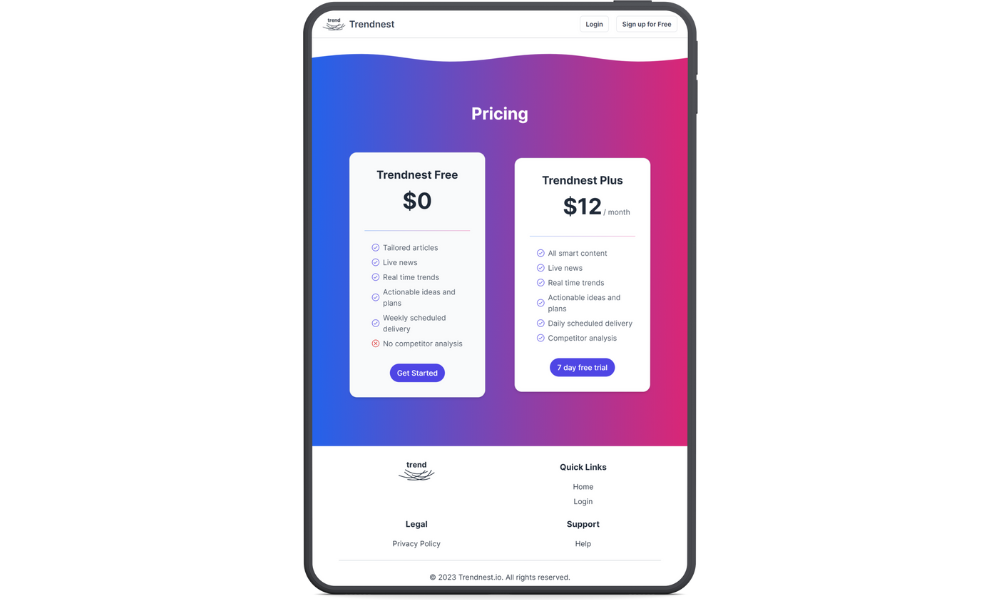 trend
Trendnest
Login
Sign up for Free
Pricing
Trendnest Free
$0
Tailored articles
Live news
Real time trends
Actionable ideas and
plans
Weekly scheduled
delivery
No competitor analysis
Get Started
Trendnest Plus
$12 / month
All smart content
Live news
Real time trends
Actionable ideas and
plans
Daily scheduled delivery
Competitor analysis
7 day free trial
trend
Quick Links
Home
Login
Legal
Privacy Policy
Support
Help
© 2023 Trendnest.io. All rights reserved.